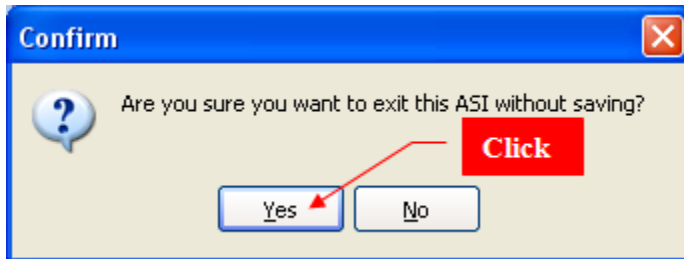 Confirm
Are you sure you want to exit this ASI without saving?
Click
Yes No